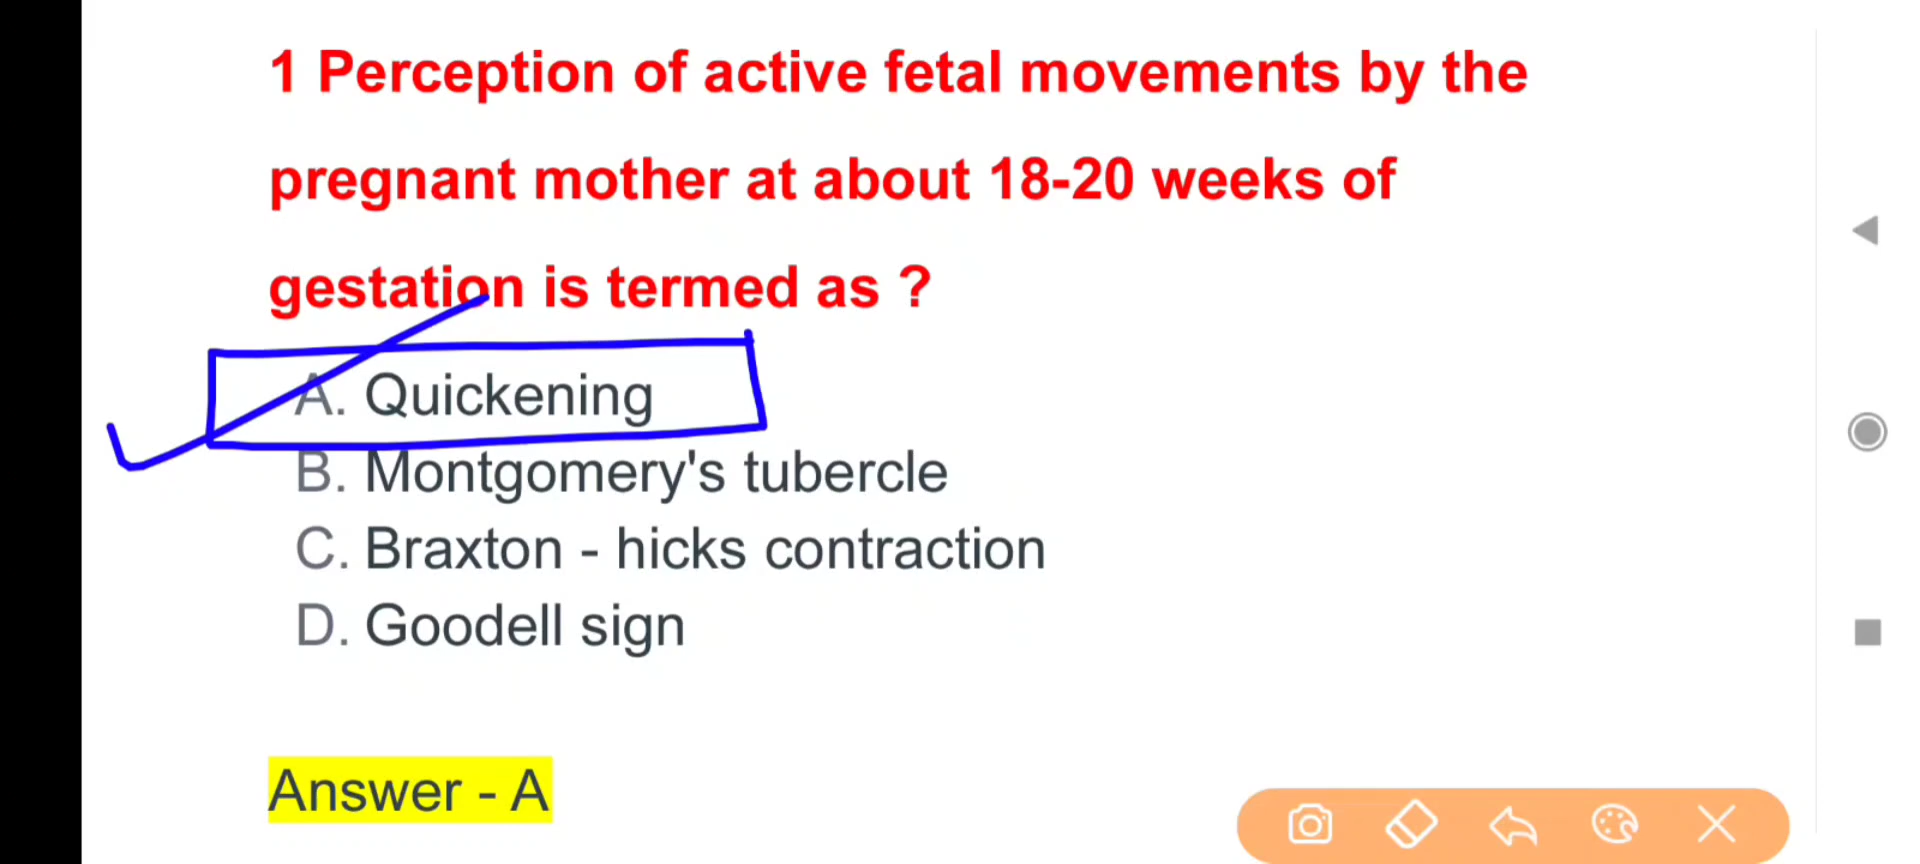 1 Perception of active fetal movements by the
pregnant mother at about 18-20 weeks of
gestation is termed as ?
A. Quickening
B. Montgomery's tubercle
C. Braxton - hicks contraction
D. Goodell sign
Answer - A